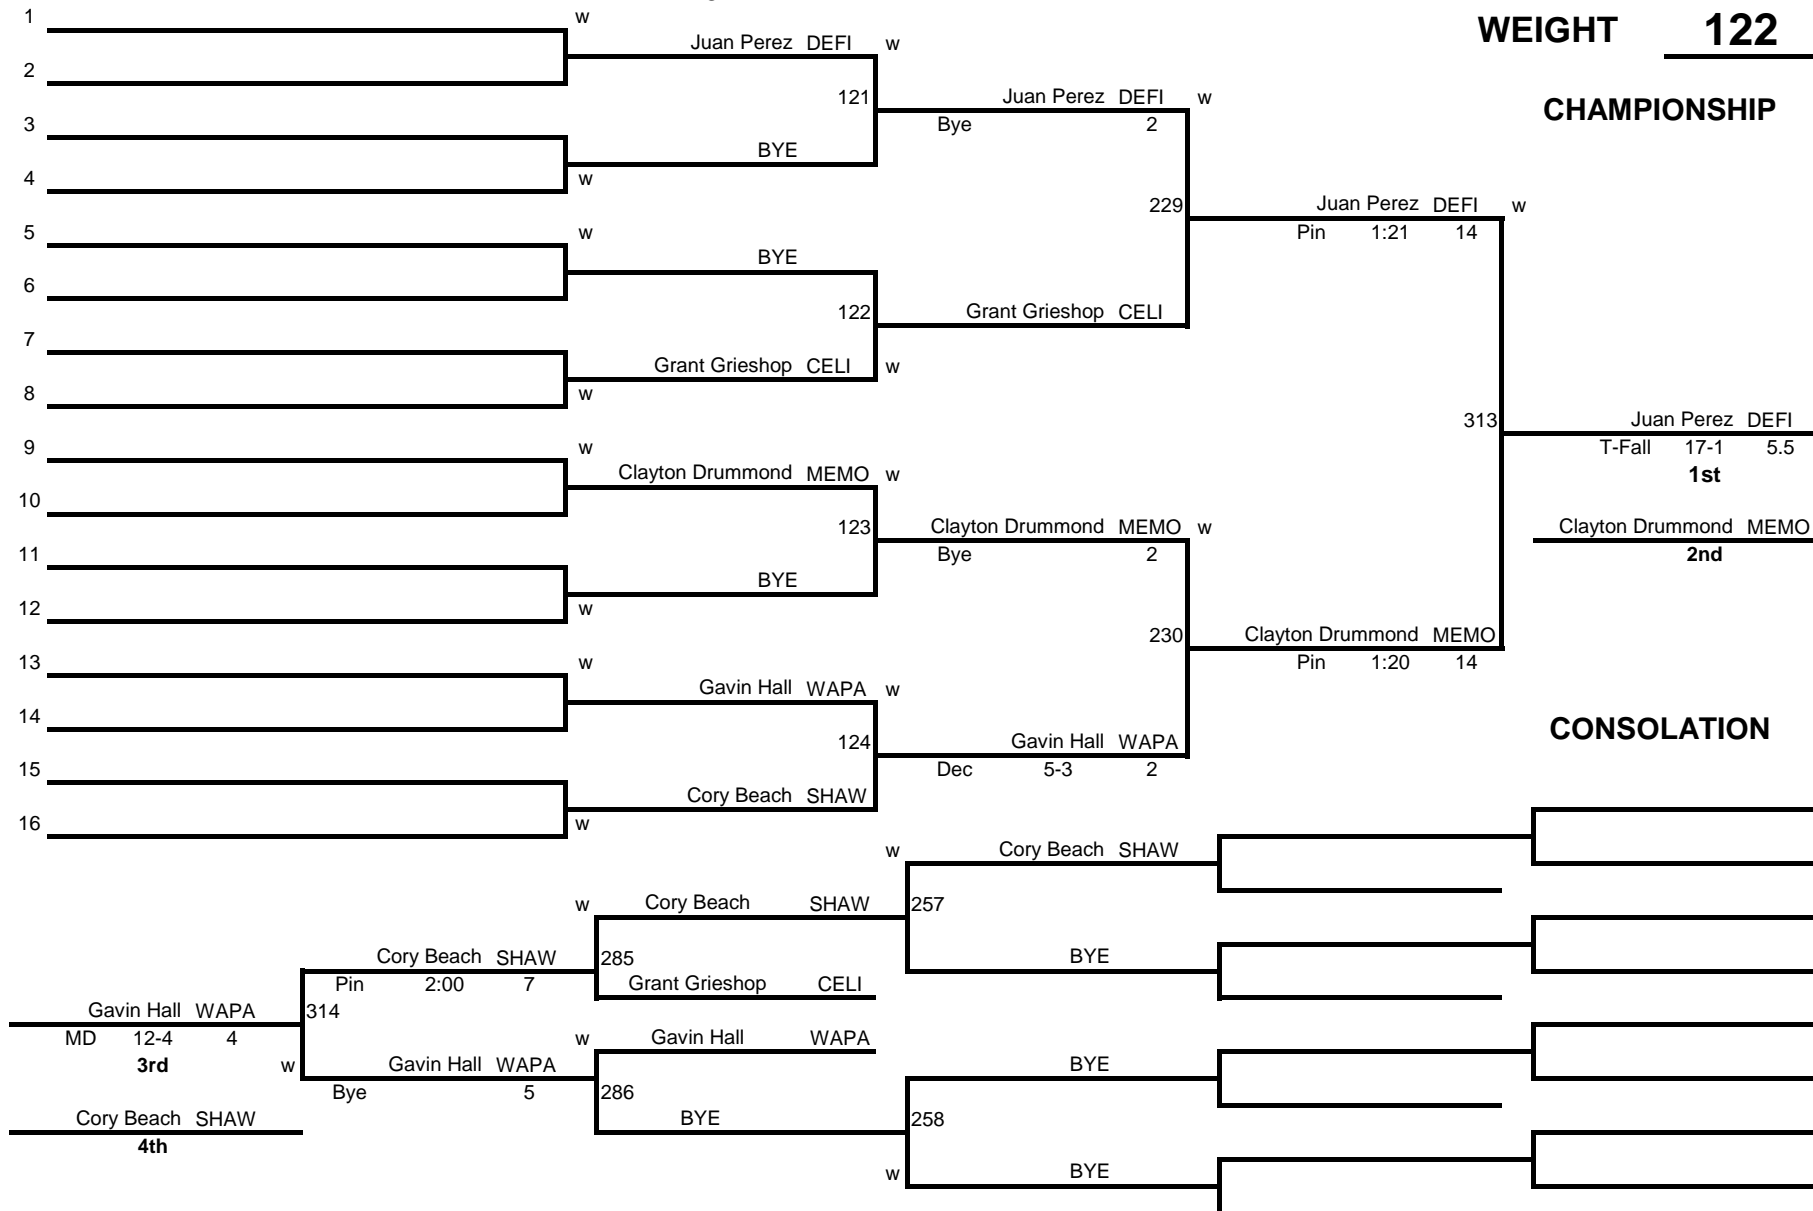 1 w
Juan Perez DEFI w
WEIGHT 122
2
121 Juan Perez DEFI w
Bye 2
CHAMPIONSHIP
3
BYE
4 w
229 Juan Perez DEFI w
Pin 1:21 14
5 w
BYE
6
122 Grant Grieshop CELI
7
Grant Grieshop CELI w
8 w
313 Juan Perez DEFI
T-Fall 17-1 5.5
1st
9 w
Clayton Drummond MEMO w
10
123 Clayton Drummond MEMO w
Bye 2
Clayton Drummond MEMO
2nd
11
BYE
12 w
230 Clayton Drummond MEMO
Pin 1:20 14
13 w
Gavin Hall WAPA w
14
124 Gavin Hall WAPA
Dec 5-3 2
CONSOLATION
15
Cory Beach SHAW
16 w
w Cory Beach SHAW
w Cory Beach SHAW 257
Cory Beach SHAW 285
Pin 2:00 7
BYE
Grant Grieshop CELI
Gavin Hall WAPA 314
MD 12-4 4
3rd
w Gavin Hall WAPA
w Gavin Hall WAPA
Bye 5
286
BYE
BYE
Cory Beach SHAW
4th
258
w BYE